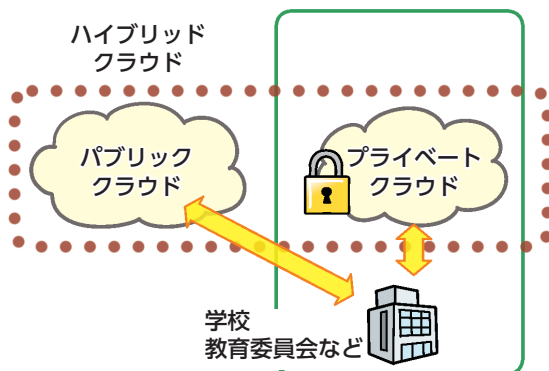 ハイブリッド
クラウド
パブリック
クラウド
プライベート
クラウド
学校
教育委員会など